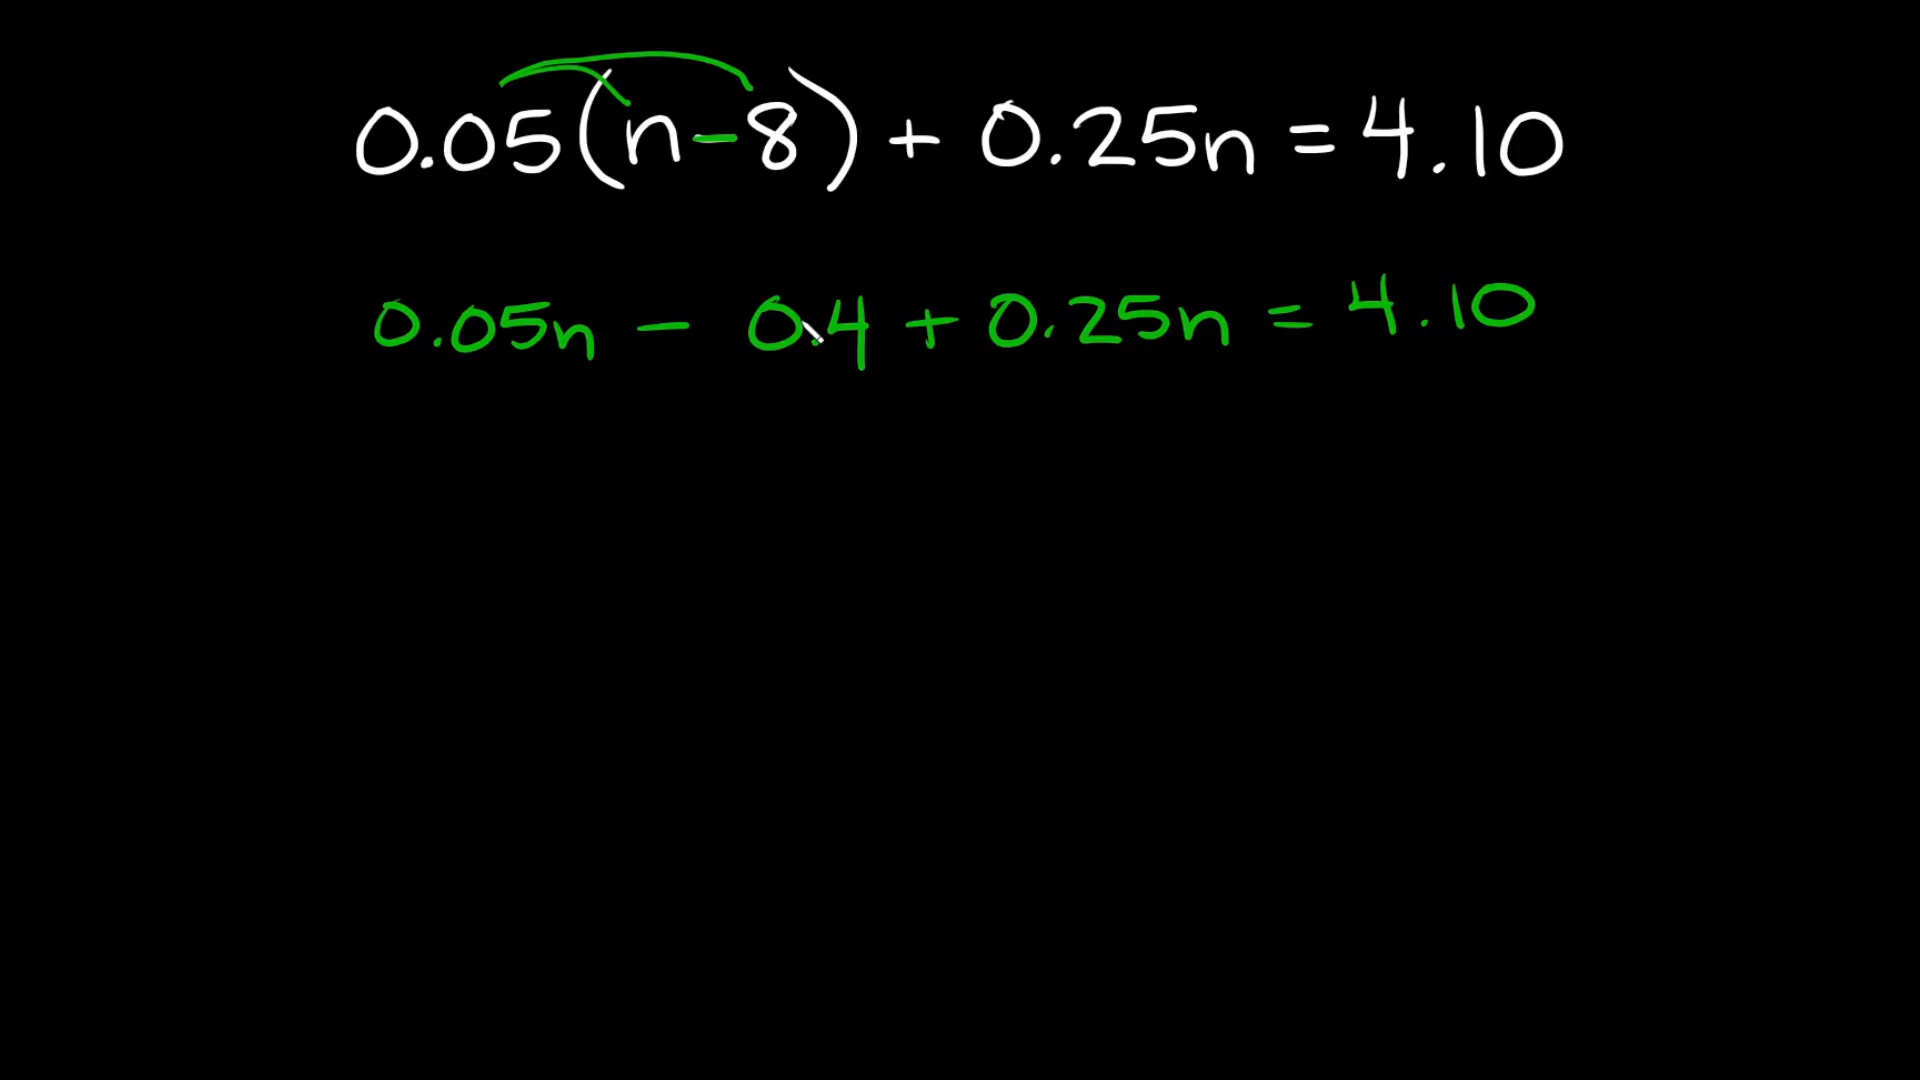 0.05(n-8) + 0.25n = 4.10
0.05n - 0.4 + 0.25n = 4.10